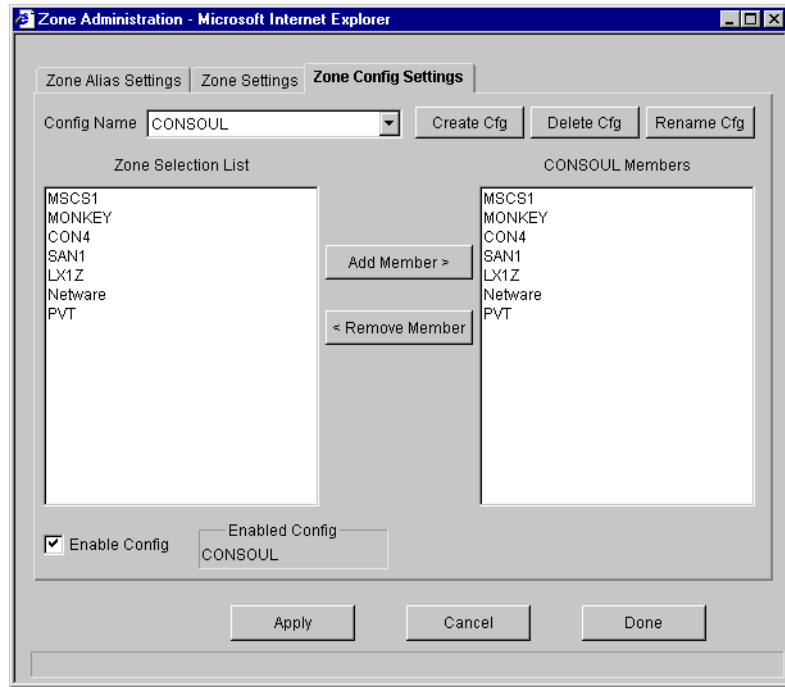 Zone Administration - Microsoft Internet Explorer
Zone Alias Settings Zone Settings Zone Config Settings
Config Name CONSOUL Create Cfg Delete Cfg Rename Cfg
Zone Selection List
MSCS1
MONKEY
CON4
SAN1
LX1Z
Netware
PVT
Add Member >
< Remove Member
CONSOUL Members
MSCS1
MONKEY
CON4
SAN1
LX1Z
Netware
PVT
Enable Config
Enabled Config
CONSOUL
Apply Cancel Done